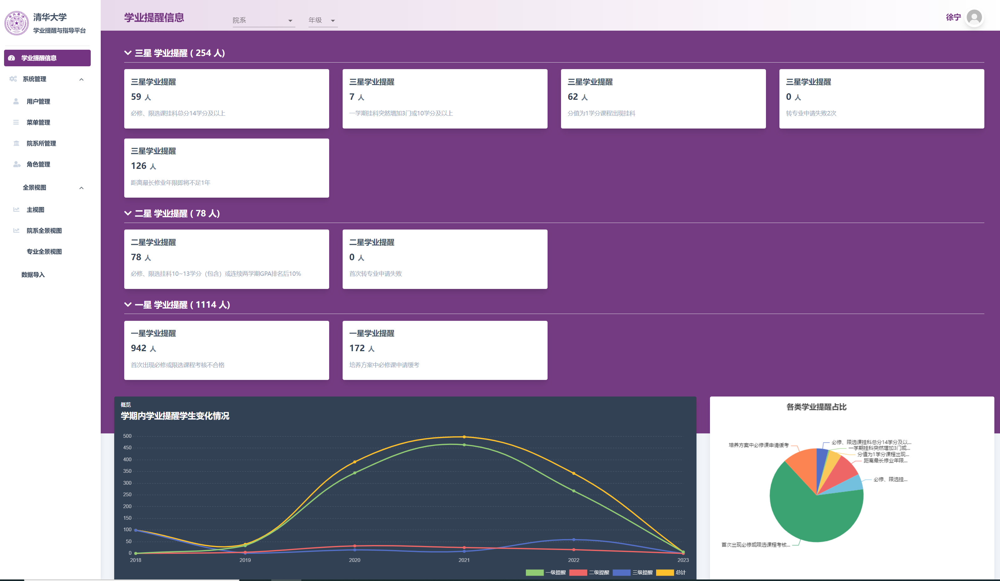 清华大学
学业提醒与指导平台
学业提醒信息
系统管理
用户管理
菜单管理
院系所管理
角色管理
全景视图
主视图
院系全景视图
专业全景视图
数据导入
学业提醒信息
院系
年级
徐宁
三星 学业提醒 ( 254 人)
三星学业提醒
59 人
必修、限选课挂科总分14学分及以上
三星学业提醒
7 人
一学期挂科突然增加3门或10学分及以上
三星学业提醒
62 人
分值为1学分课程出现挂科
三星学业提醒
0 人
转专业申请失败2次
三星学业提醒
126 人
距离最长修业年限即将不足1年
二星 学业提醒 ( 78 人)
二星学业提醒
78 人
必修、限选挂科10~13学分（包含）或连续两学期GPA排名后10%
二星学业提醒
0 人
首次转专业申请失败
一星 学业提醒 ( 1114 人)
一星学业提醒
942 人
首次出现必修或限选课程考核不合格
一星学业提醒
172 人
培养方案中必修课申请缓考
概览
学期内学业提醒学生变化情况
500
450
400
350
300
250
200
150
100
50
0
2018
2019
2020
2021
2022
2023
一级提醒
二级提醒
三级提醒
总计
各类学业提醒占比
培养方案中必修课申请缓考
必修、限选课挂科总分14学分及以...
一学期挂科突然增加3门或...
分值为1学分课程出现...
距离最长修业年限...
必修、限选挂...
首次出现必修或限选课程考核...